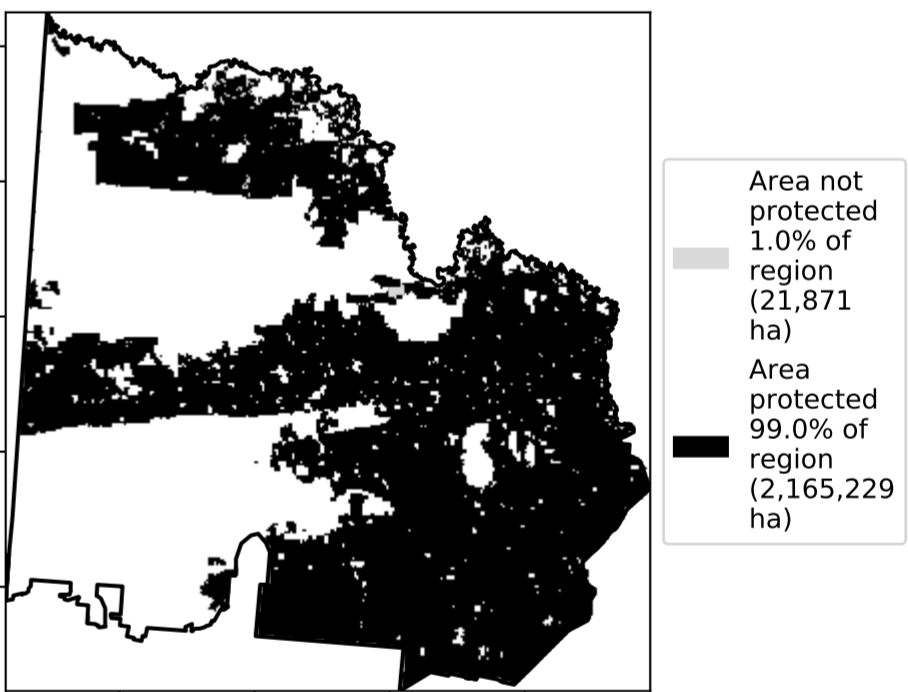 Area not
protected
1.0% of
region
(21,871
ha)
Area
protected
99.0% of
region
(2,165,229
ha)